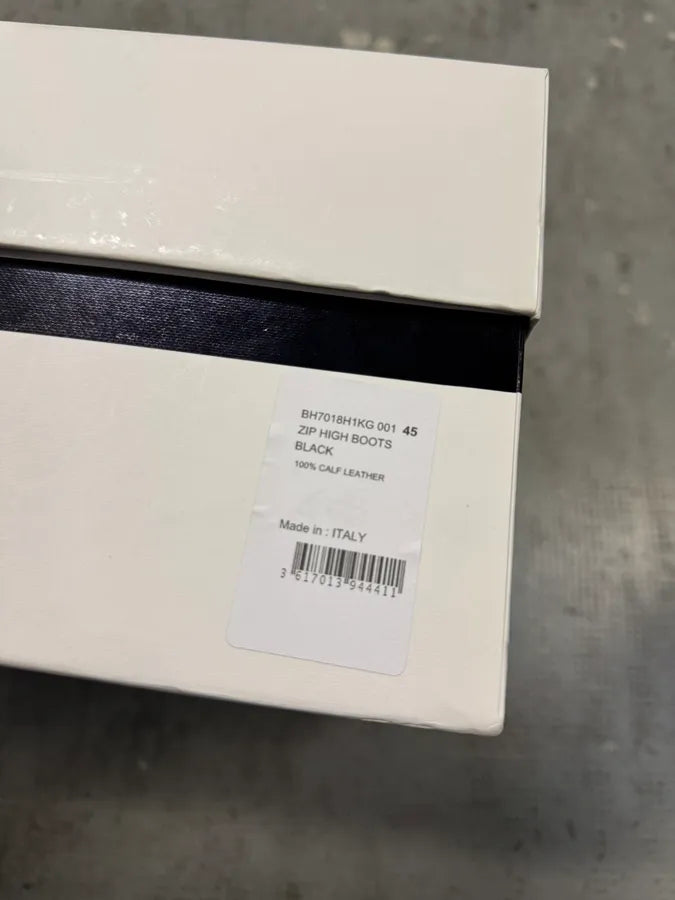 BH7018H1KG 001 45
ZIP HIGH BOOTS
BLACK
100% CALF LEATHER
Made in : ITALY
3 617013 944411